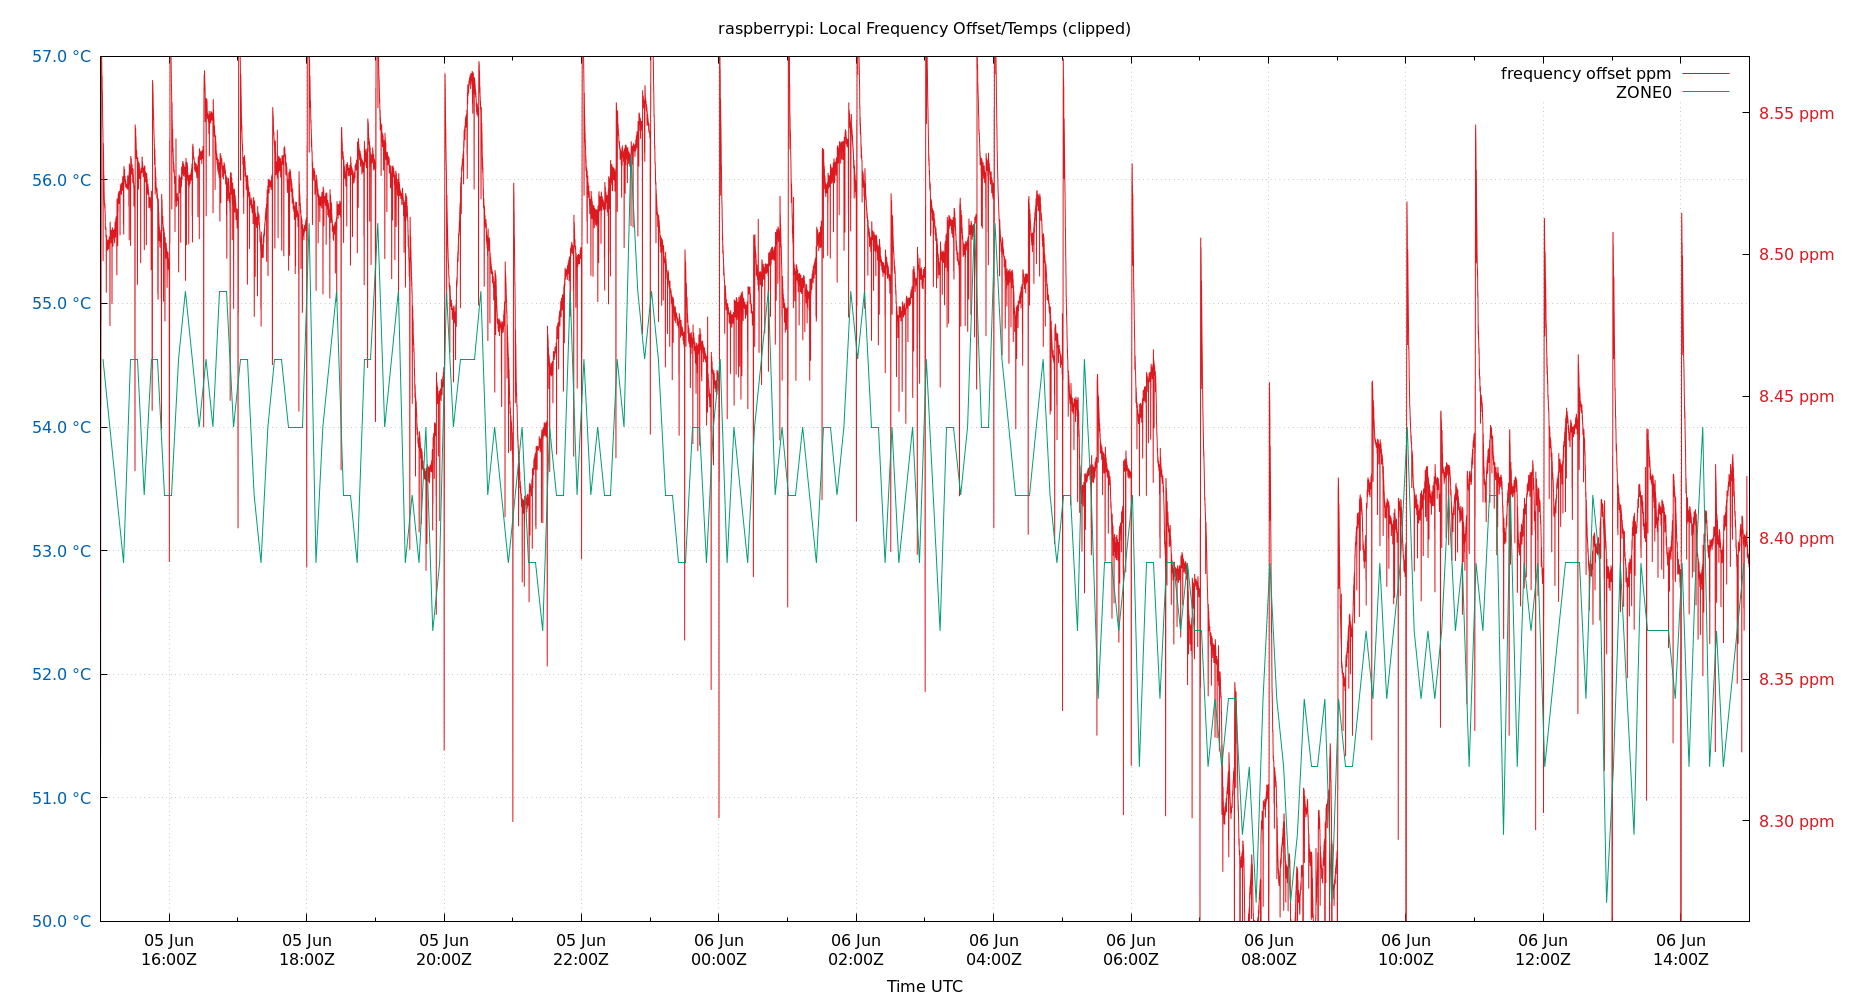 raspberrypi: Local Frequency Offset/Temps (clipped)
frequency offset ppm
ZONE0
57.0 °C
56.0 °C
55.0 °C
54.0 °C
53.0 °C
52.0 °C
51.0 °C
50.0 °C
8.55 ppm
8.50 ppm
8.45 ppm
8.40 ppm
8.35 ppm
8.30 ppm
05 Jun
16:00Z
05 Jun
18:00Z
05 Jun
20:00Z
05 Jun
22:00Z
06 Jun
00:00Z
06 Jun
02:00Z
06 Jun
04:00Z
06 Jun
06:00Z
06 Jun
08:00Z
06 Jun
10:00Z
06 Jun
12:00Z
06 Jun
14:00Z
Time UTC